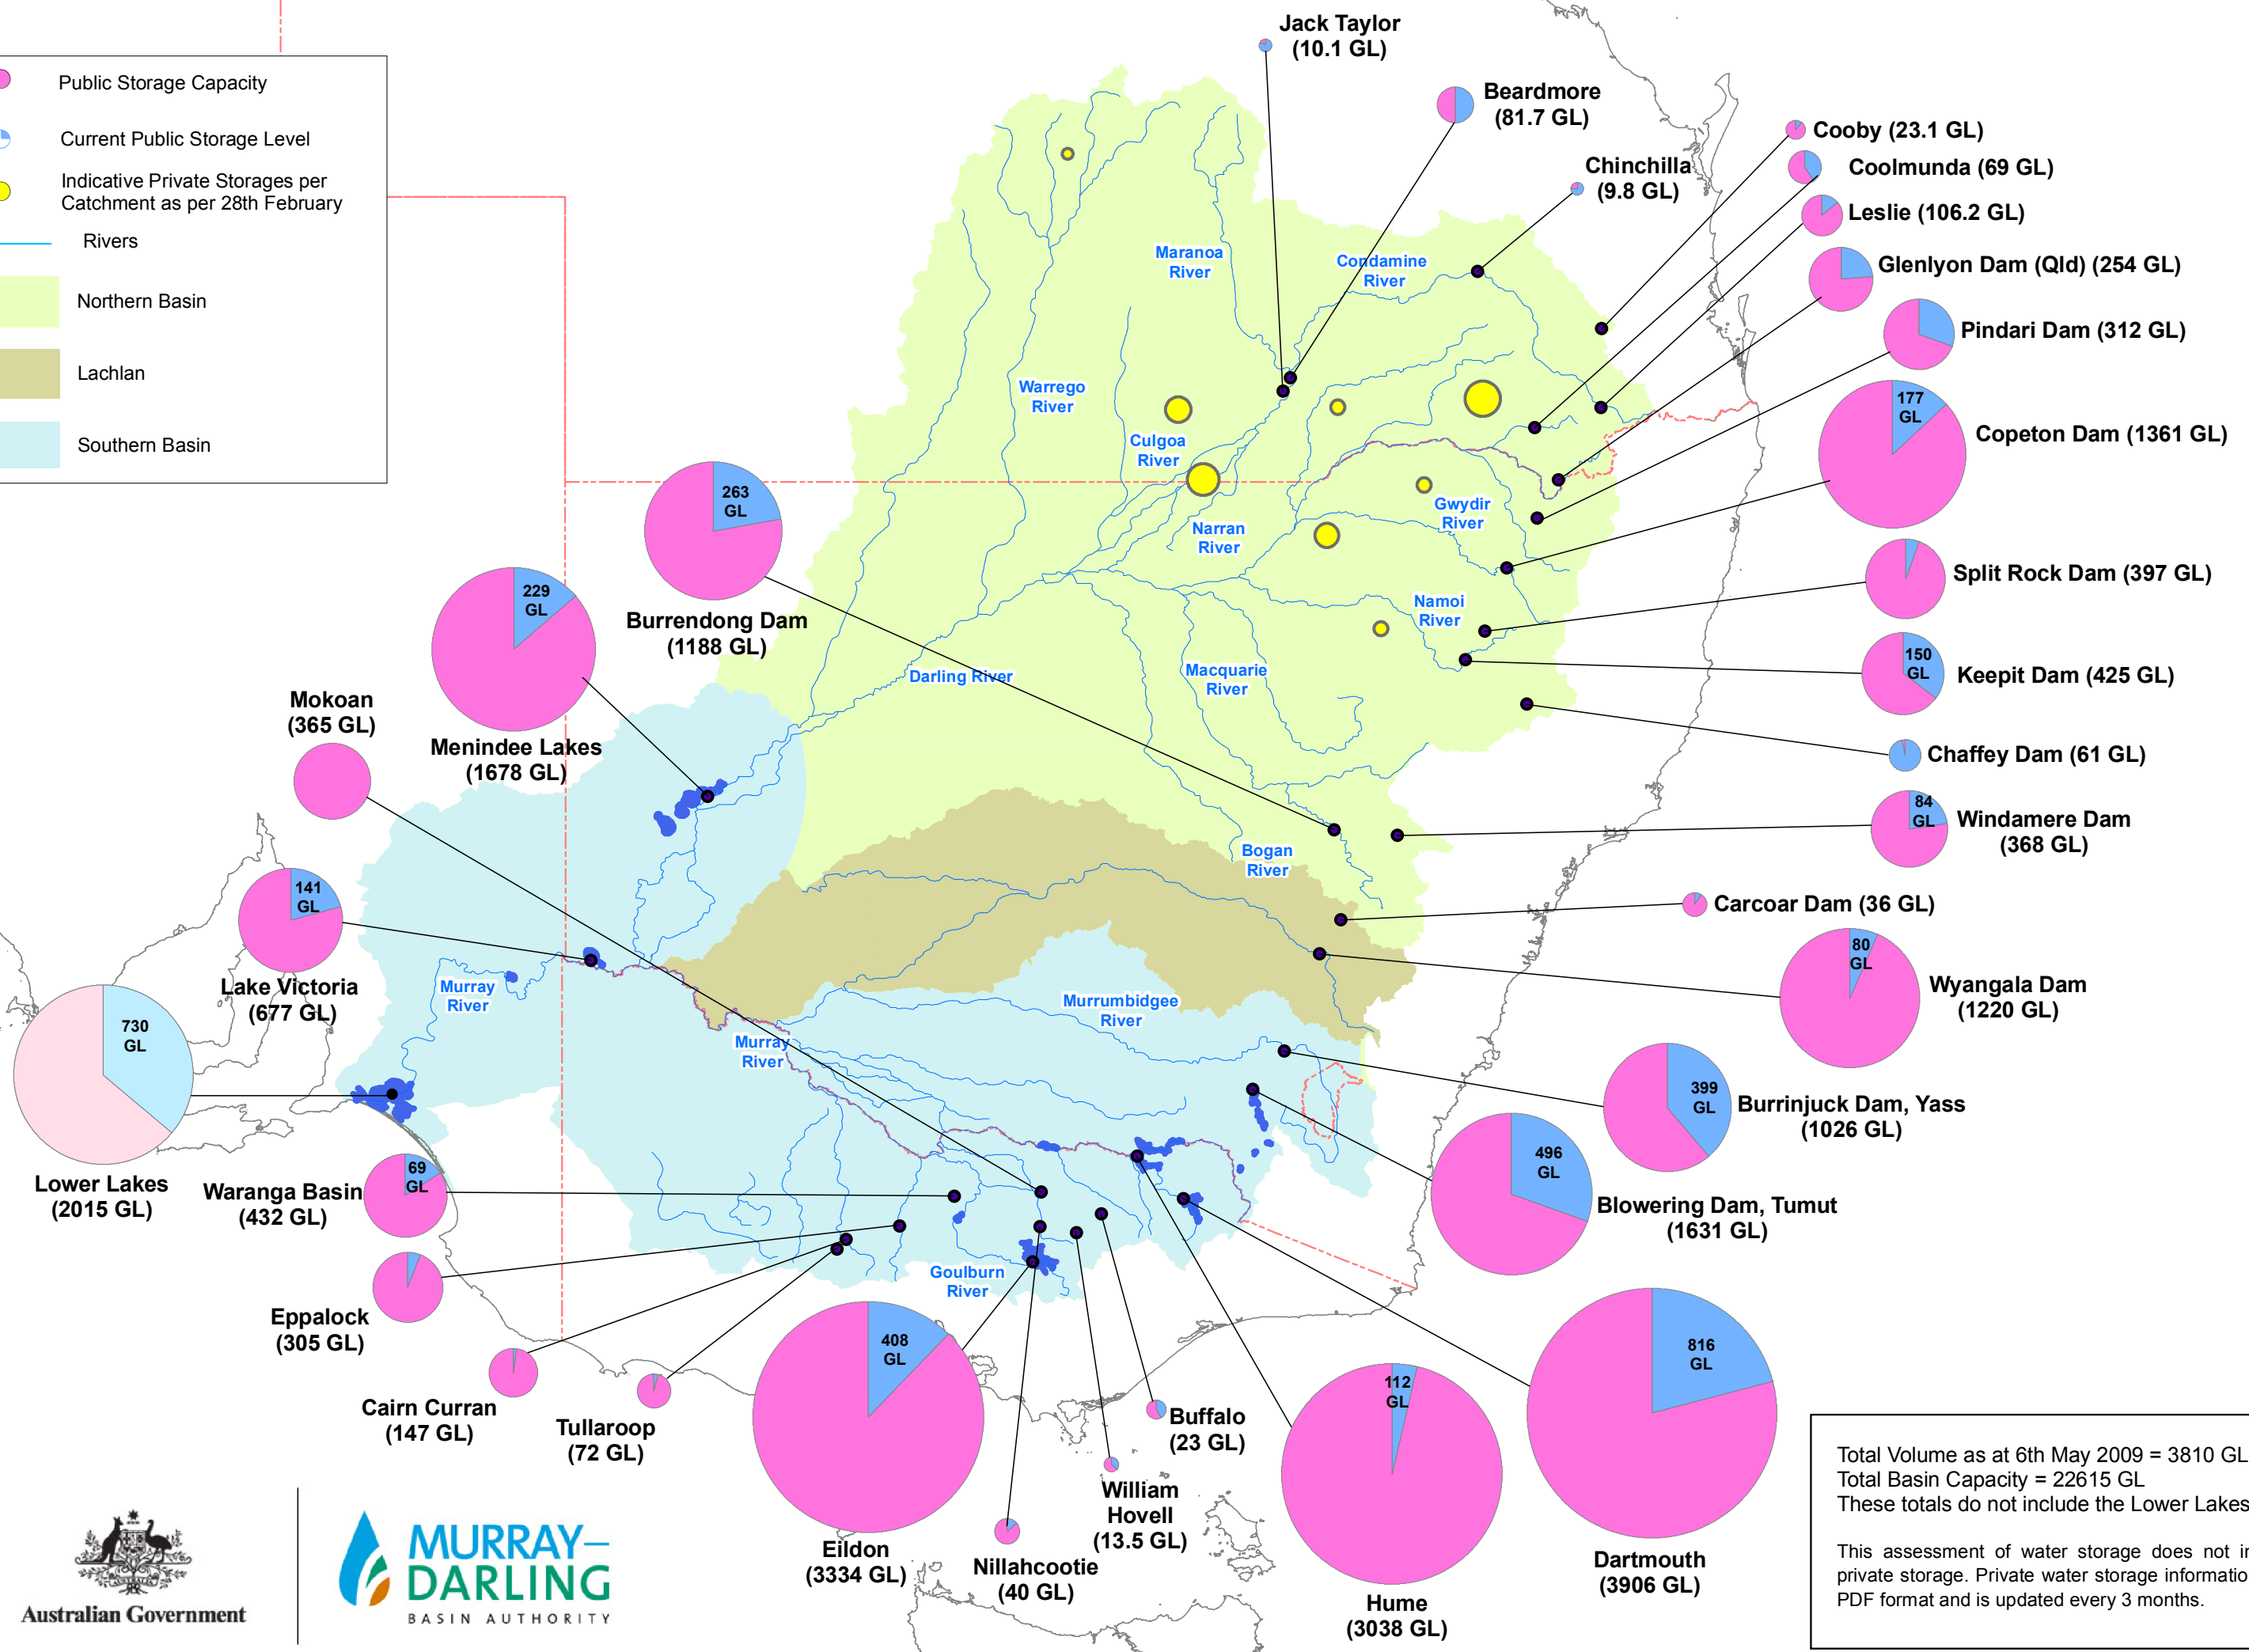 Public Storage Capacity
Current Public Storage Level
Indicative Private Storages per
Catchment as per 28th February
Rivers
Northern Basin
Lachlan
Southern Basin
Jack Taylor
(10.1 GL)
Beardmore
(81.7 GL)
Chinchilla
(9.8 GL)
Cooby (23.1 GL)
Coolmunda (69 GL)
Leslie (106.2 GL)
Glenlyon Dam (Qld) (254 GL)
Pindari Dam (312 GL)
177
GL
Copeton Dam (1361 GL)
Split Rock Dam (397 GL)
150
GL
Keepit Dam (425 GL)
Chaffey Dam (61 GL)
84
GL
Windamere Dam
(368 GL)
Carcoar Dam (36 GL)
80
GL
Wyangala Dam
(1220 GL)
399
GL
Burrinjuck Dam, Yass
(1026 GL)
496
GL
Blowering Dam, Tumut
(1631 GL)
816
GL
Dartmouth
(3906 GL)
112
GL
Hume
(3038 GL)
Buffalo
(23 GL)
William
Hovell
(13.5 GL)
Nillahcootie
(40 GL)
408
GL
Eildon
(3334 GL)
Tullaroop
(72 GL)
Cairn Curran
(147 GL)
Eppalock
(305 GL)
69
GL
Waranga Basin
(432 GL)
730
GL
Lower Lakes
(2015 GL)
141
GL
Lake Victoria
(677 GL)
Mokoan
(365 GL)
229
GL
Menindee Lakes
(1678 GL)
263
GL
Burrendong Dam
(1188 GL)
Maranoa
River
Condamine
River
Warrego
River
Culgoa
River
Narran
River
Gwydir
River
Namoi
River
Macquarie
River
Darling River
Bogan
River
Murray
River
Murrumbidgee
River
Murray
River
Goulburn
River
Australian Government
MURRAY–
DARLING
BASIN AUTHORITY
Total Volume as at 6th May 2009 = 3810 GL
Total Basin Capacity = 22615 GL
These totals do not include the Lower Lakes
This assessment of water storage does not
private storage. Private water storage
PDF format and is updated every 3 months.